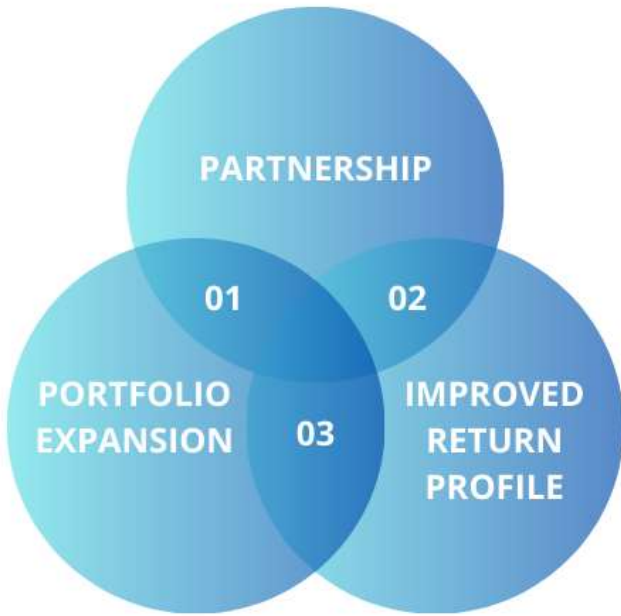 PARTNERSHIP
01
02
PORTFOLIO
EXPANSION
03
IMPROVED
RETURN
PROFILE